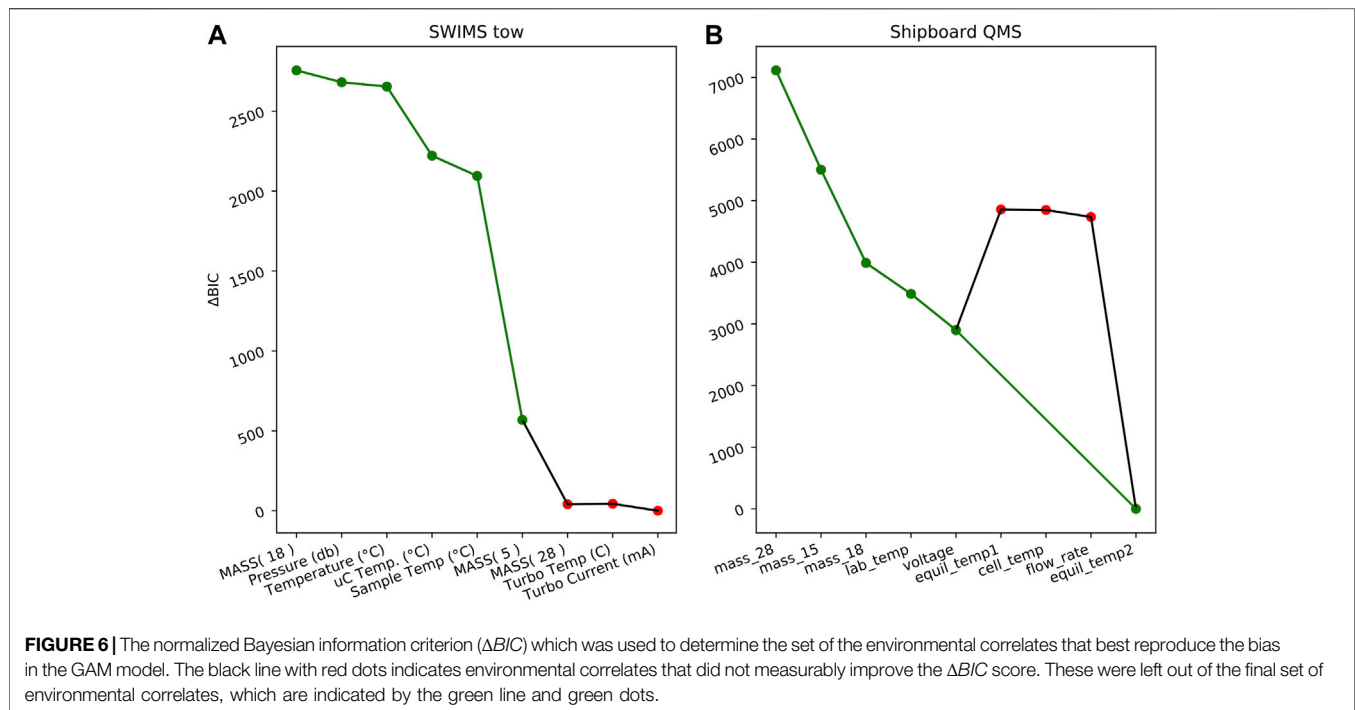 A
SWIMS tow
ΔBIC
2500
2000
1500
1000
500
0
MASS( 18 )
Pressure (db)
Temperature (°C)
uC Temp. (°C)
Sample Temp (°C)
MASS( 5 )
MASS( 28 )
Turbo Temp (C)
Turbo Current (mA)
B
Shipboard QMS
7000
6000
5000
4000
3000
2000
1000
0
mass_28
mass_15
mass_18
lab_temp
voltage
equil_temp1
cell_temp
flow_rate
equil_temp2
FIGURE 6 | The normalized Bayesian information criterion (ΔBIC) which was used to determine the set of the environmental correlates that best reproduce the bias
in the GAM model. The black line with red dots indicates environmental correlates that did not measurably improve the ΔBIC score. These were left out of the final set of
environmental correlates, which are indicated by the green line and green dots.